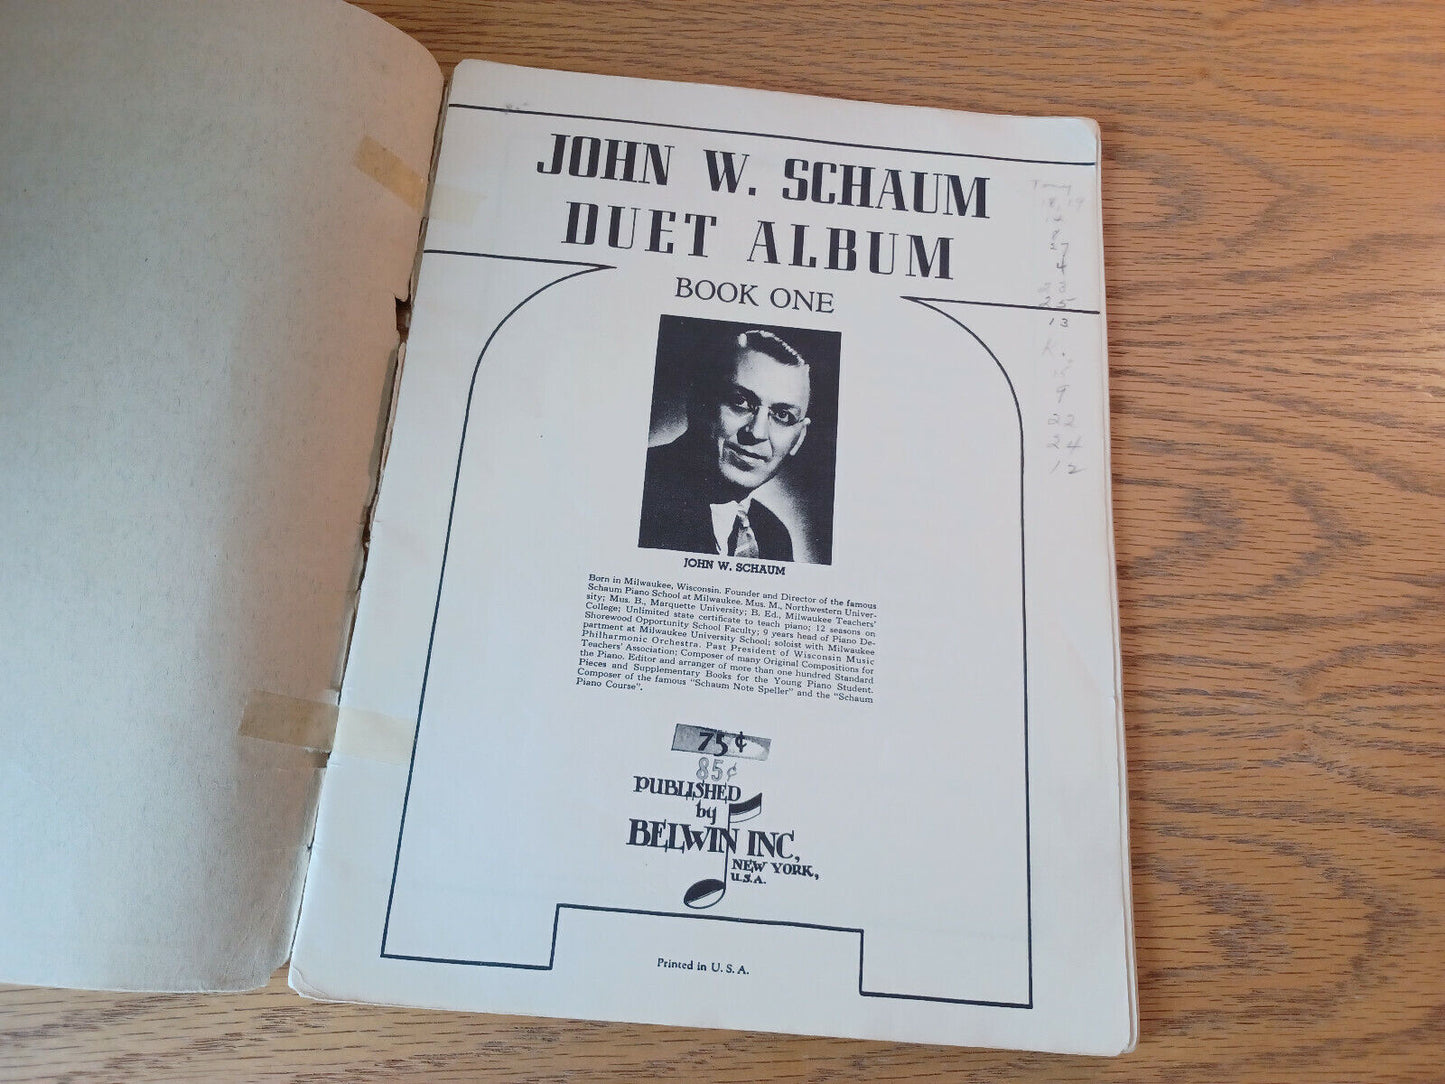 JOHN W. SCHAUM
DUET ALBUM
BOOK ONE
JOHN W. SCHAUM
Born in Milwaukee, Wisconsin. Founder and Director of the famous
Schaum Piano School at Milwaukee. Mus. M., Northwestern Univer-
sity; Mus. B., Marquette University; B. Ed., Milwaukee Teachers'
College; Unlimited state certificate to teach piano; 12 seasons on
Shorewood Opportunity School Faculty; 9 years head of Piano De-
partment at Milwaukee University School; soloist with Milwaukee
Philharmonic Orchestra. Past President of Wisconsin Music
Teachers' Association; Composer of many Original Compositions for
the Piano. Editor and arranger of more than one hundred Standard
Pieces and Supplementary Books for the Young Piano Student.
Composer of the famous "Schaum Note Speller" and the "Schaum
Piano Course".
75¢
85¢
PUBLISHED
by
BELWIN INC,
NEW YORK,
U.S.A.
Printed in U. S. A.
4
13
9
22
24
12